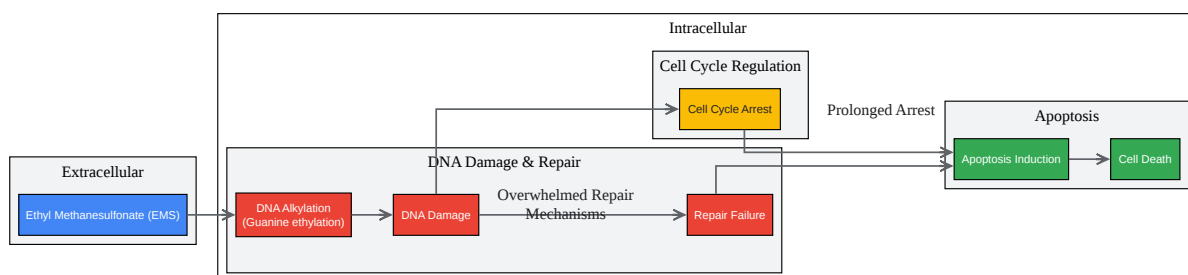 Intracellular
Cell Cycle Regulation
Cell Cycle Arrest
Prolonged Arrest
Apoptosis
Apoptosis Induction
Cell Death
Extracellular
Ethyl Methanesulfonate (EMS)
DNA Damage & Repair
DNA Alkylation
(Guanine ethylation)
DNA Damage
Overwhelmed Repair
Mechanisms
Repair Failure